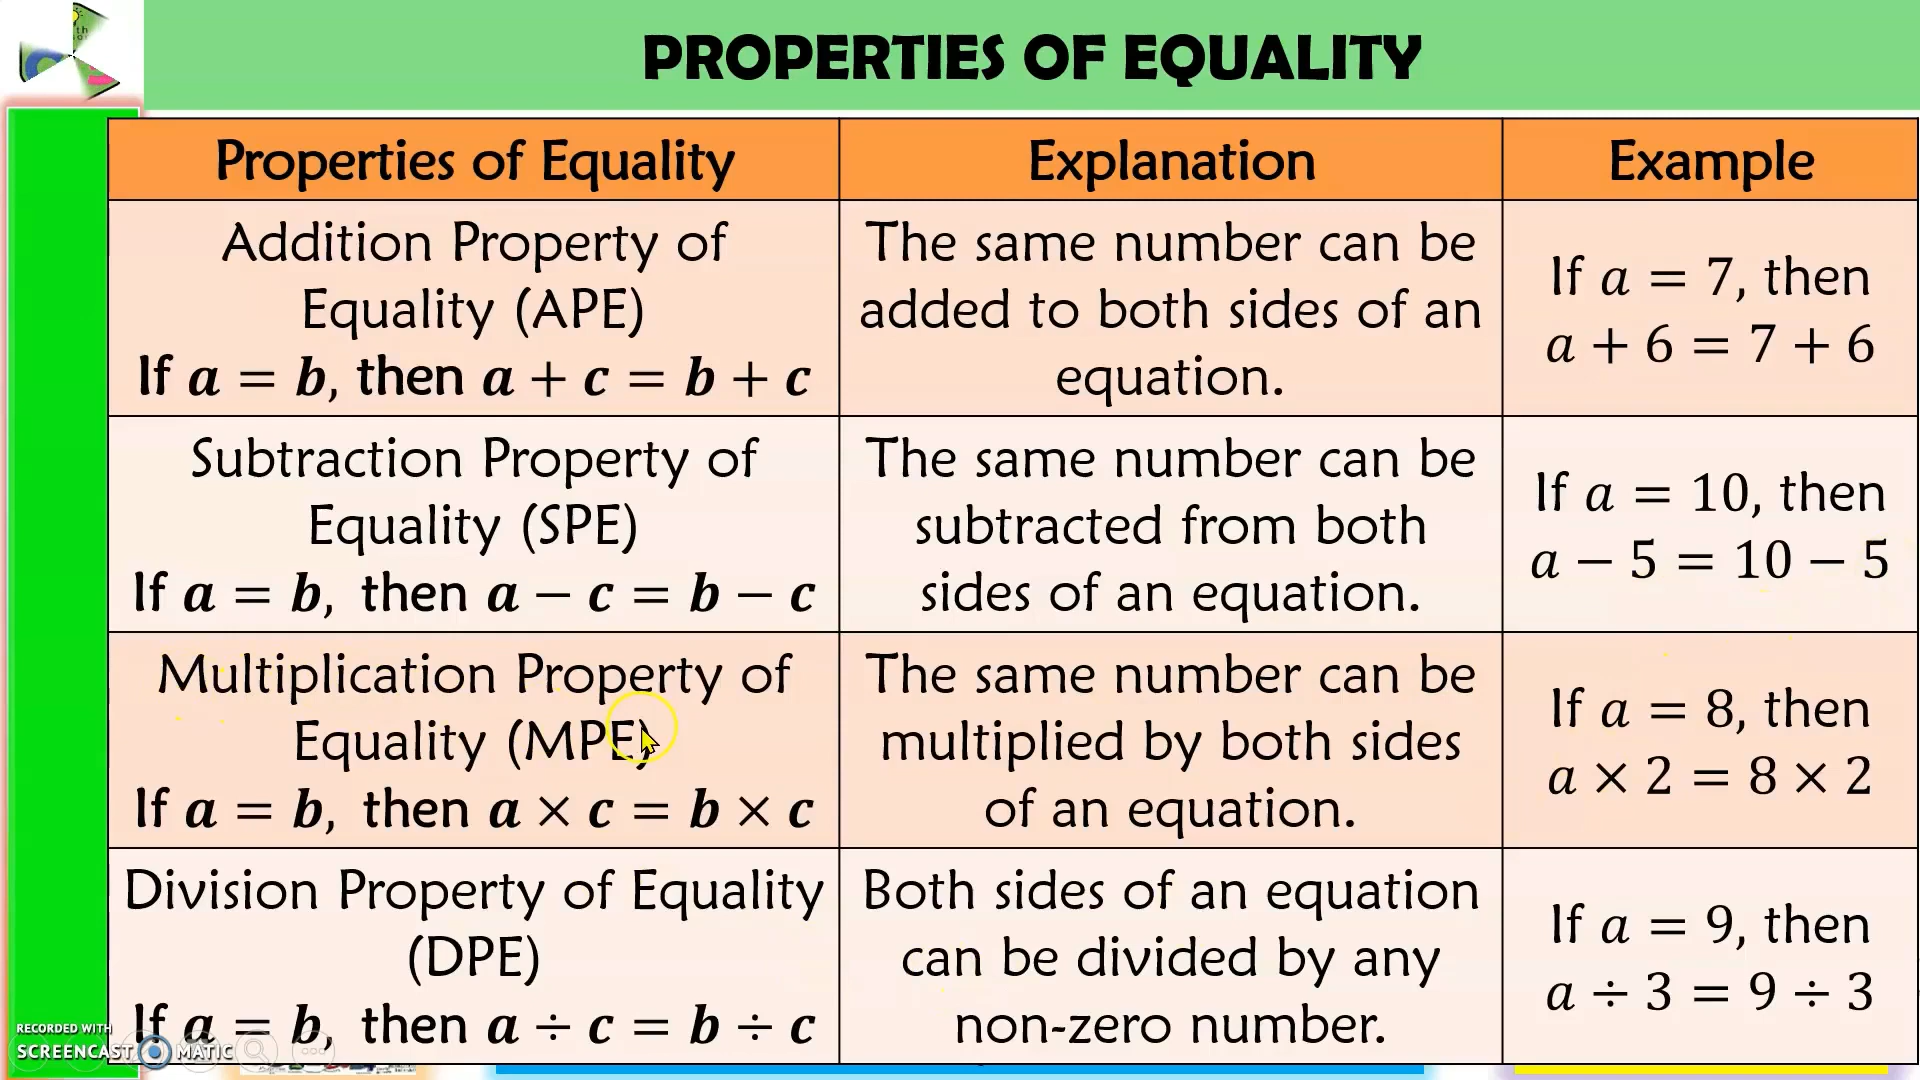 PROPERTIES OF EQUALITY
Properties of Equality
Explanation
Example
Addition Property of
Equality (APE)
If a = b, then a + c = b + c
The same number can be
added to both sides of an
equation.
If a = 7, then
a + 6 = 7 + 6
Subtraction Property of
Equality (SPE)
If a = b, then a − c = b − c
The same number can be
subtracted from both
sides of an equation.
If a = 10, then
a − 5 = 10 − 5
Multiplication Property of
Equality (MPE)
If a = b, then a × c = b × c
The same number can be
multiplied by both sides
of an equation.
If a = 8, then
a × 2 = 8 × 2
Division Property of Equality
(DPE)
If a = b, then a ÷ c = b ÷ c
Both sides of an equation
can be divided by any
non-zero number.
If a = 9, then
a ÷ 3 = 9 ÷ 3
RECORDED WITH
SCREENCAST MATIC